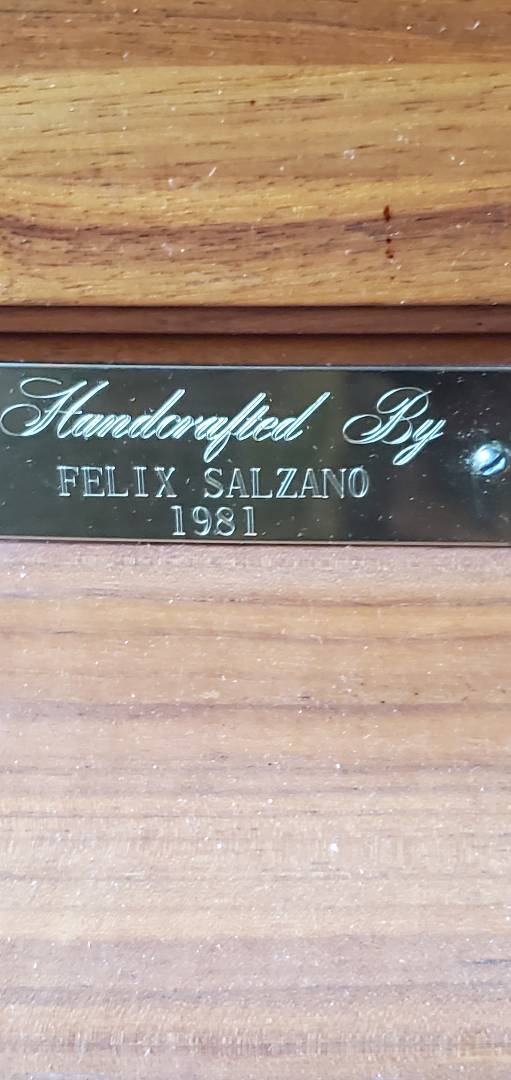 Handcrafted By
FELIX SALZANO
1981